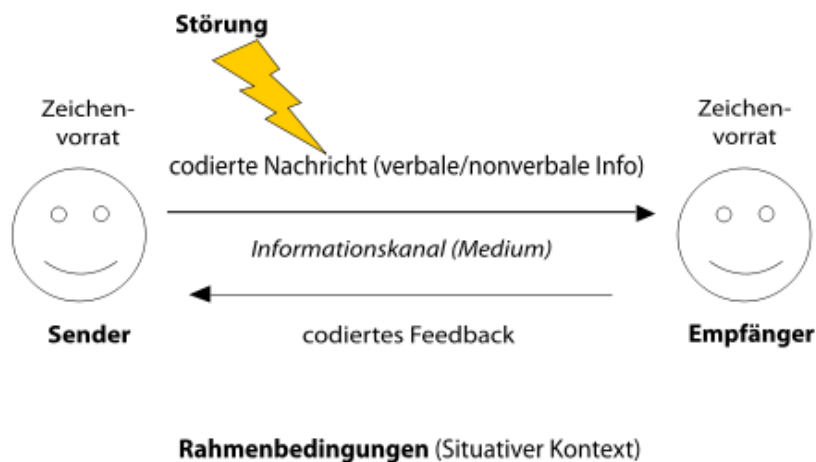 Störung
Zeichen-
vorrat
Zeichen-
vorrat
codierte Nachricht (verbale/nonverbale Info)
Informationskanal (Medium)
Sender
codiertes Feedback
Empfänger
Rahmenbedingungen (Situativer Kontext)